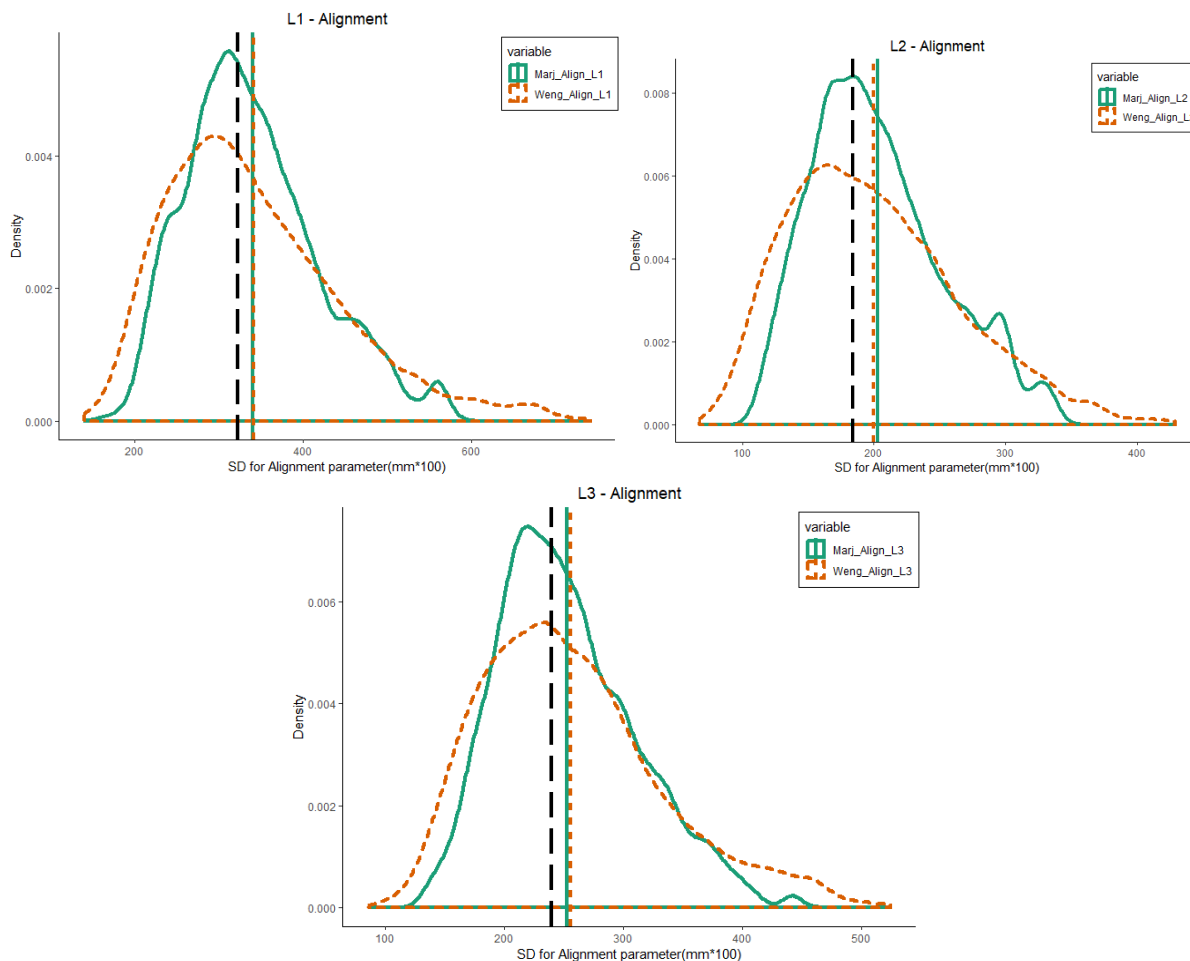 L1 - Alignment
variable
Marj_Align_L1
Weng_Align_L1
0.004
0.002
0.000
Density
200
400
600
SD for Alignment parameter(mm*100)
L2 - Alignment
variable
Marj_Align_L2
Weng_Align_L
0.008
0.006
0.004
0.002
0.000
Density
100
200
300
400
SD for Alignment parameter(mm*100)
L3 - Alignment
variable
Marj_Align_L3
Weng_Align_L3
0.006
0.004
0.002
0.000
Density
100
200
300
400
500
SD for Alignment parameter(mm*100)